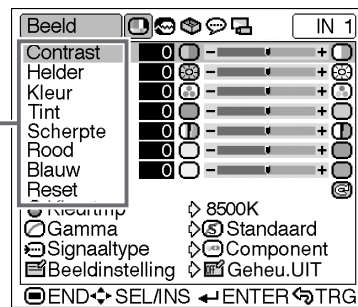 Beeld IN 1
Contrast 0 - +
Helder 0 - +
Kleur 0 - +
Tint 0 - +
Scherpte 0 - +
Rood 0 - +
Blauw 0 - +
Reset
Kleurtmp 8500K
Gamma Standaard
Signaaltype Component
Beeldinstelling Geheu.UIT
END SEL/INS ENTER TRG